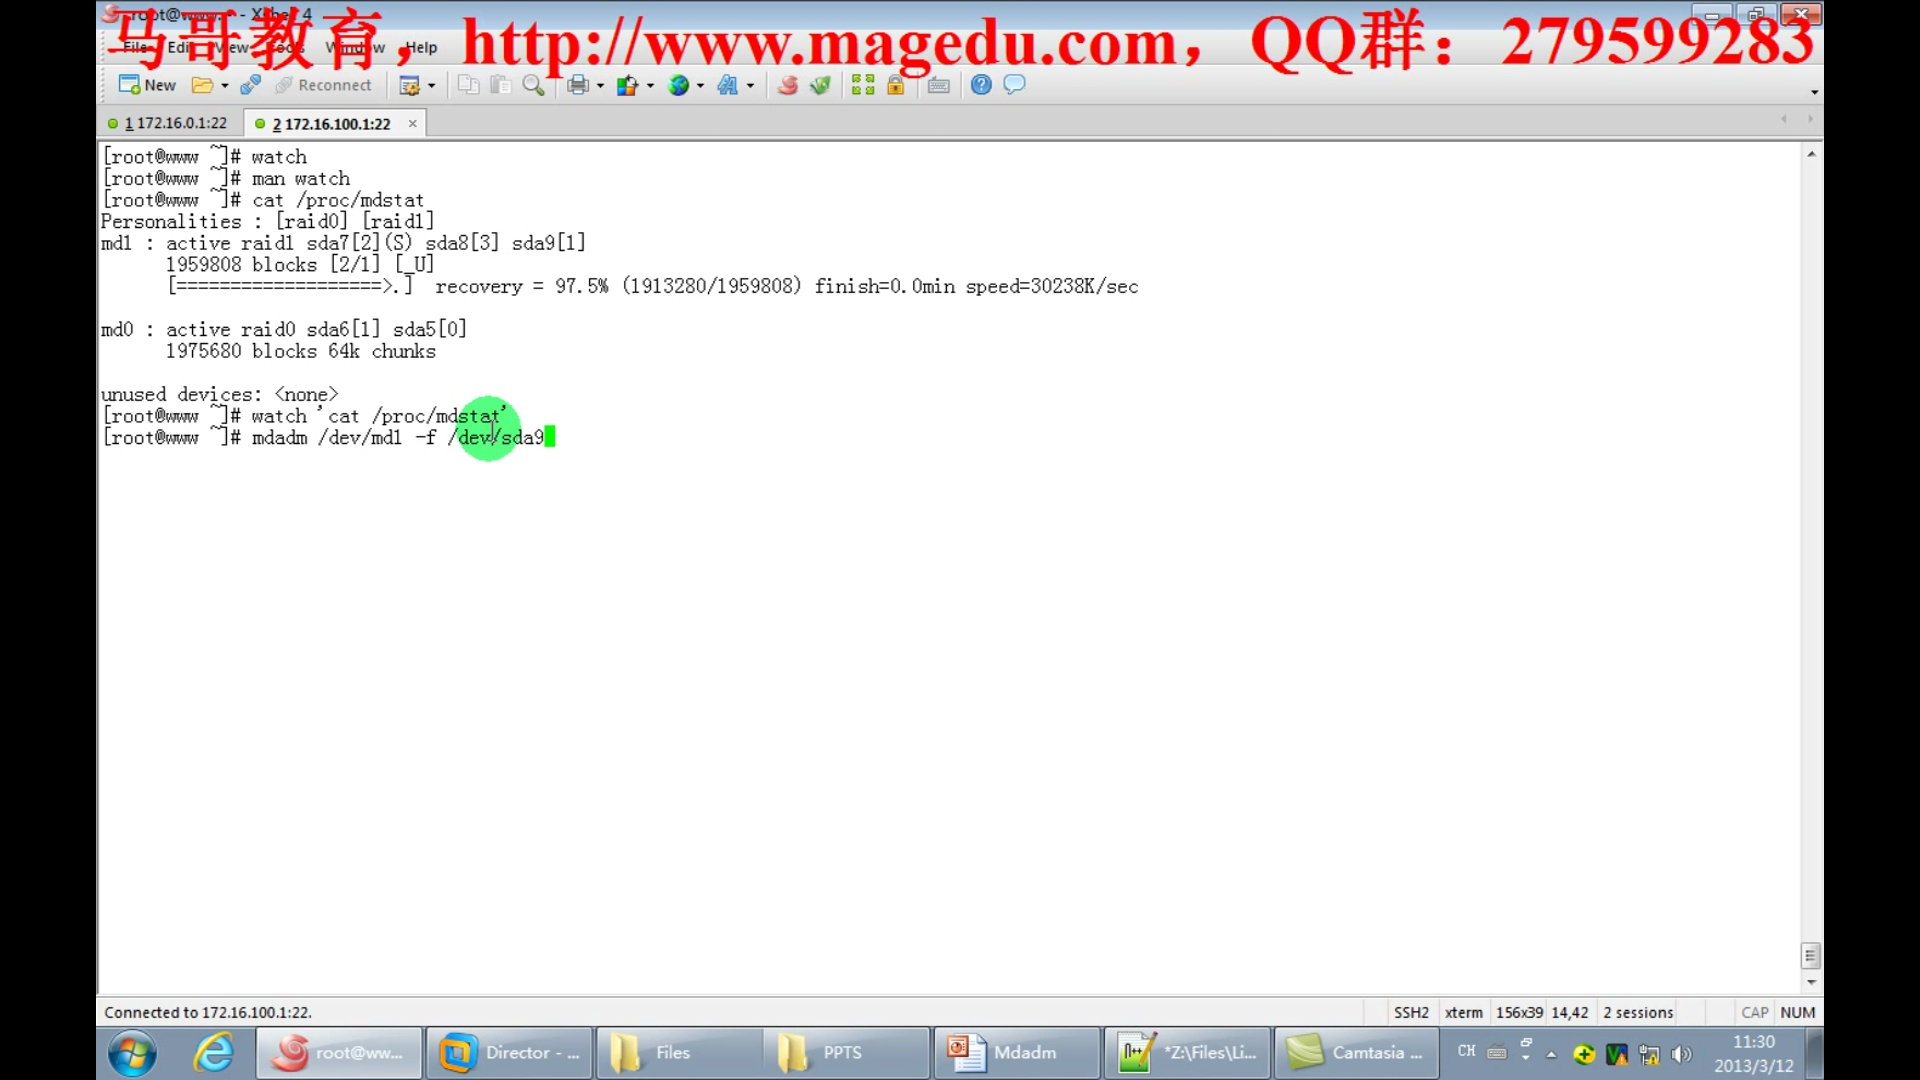 root@www:~ - Xshell 4
马哥教育，http://www.magedu.com，QQ群：279599283
File Edit View Tools Window Help
New Reconnect
1 172.16.0.1:22 2 172.16.100.1:22
[root@www ~]# watch
[root@www ~]# man watch
[root@www ~]# cat /proc/mdstat
Personalities : [raid0] [raid1]
md1 : active raid1 sda7[2](S) sda8[3] sda9[1]
1959808 blocks [2/1] [_U]
[===================>.] recovery = 97.5% (1913280/1959808) finish=0.0min speed=30238K/sec
md0 : active raid0 sda6[1] sda5[0]
1975680 blocks 64k chunks
unused devices: <none>
[root@www ~]# watch 'cat /proc/mdstat'
[root@www ~]# mdadm /dev/md1 -f /dev/sda9
Connected to 172.16.100.1:22.
SSH2 xterm 156x39 14,42 2 sessions CAP NUM
root@ww... Director - ... Files PPTS Mdadm *Z:\Files\Li... Camtasia ... CH 11:30
2013/3/12